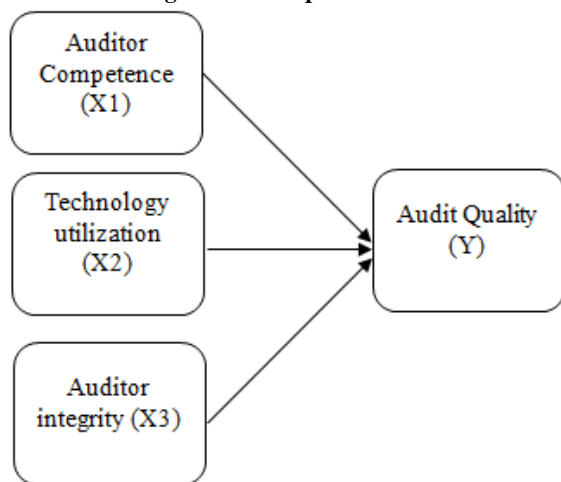 Auditor
Competence
(X1)
Technology
utilization
(X2)
Audit Quality
(Y)
Auditor
integrity (X3)